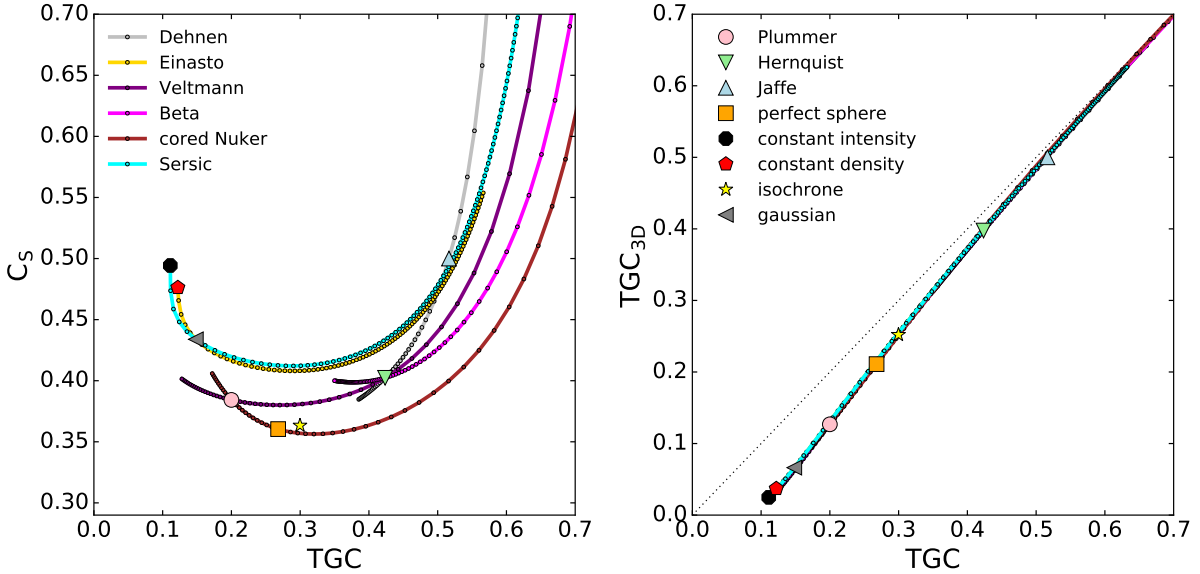 0.70
0.65
0.60
0.55
0.50
0.45
0.40
0.35
0.30
C_S
0.0 0.1 0.2 0.3 0.4 0.5 0.6 0.7
TGC
Dehnen
Einasto
Veltmann
Beta
cored Nuker
Sersic
0.7
0.6
0.5
0.4
0.3
0.2
0.1
0.0
TGC_3D
0.0 0.1 0.2 0.3 0.4 0.5 0.6 0.7
TGC
Plummer
Hernquist
Jaffe
perfect sphere
constant intensity
constant density
isochrone
gaussian